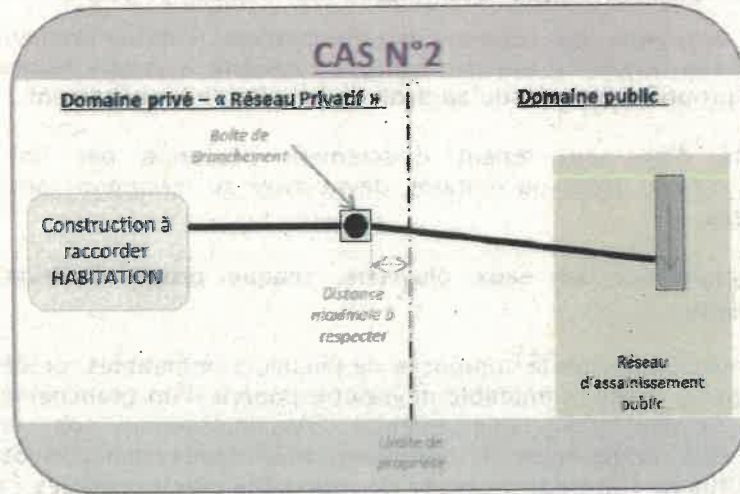 CAS N°2
Domaine privé – « Réseau Privatif »
Domaine public
Boîte de
Branchement
Construction à
raccorder
HABITATION
Distance
maximale à
respecter
Réseau
d'assainissement
public
Limite de
propriété